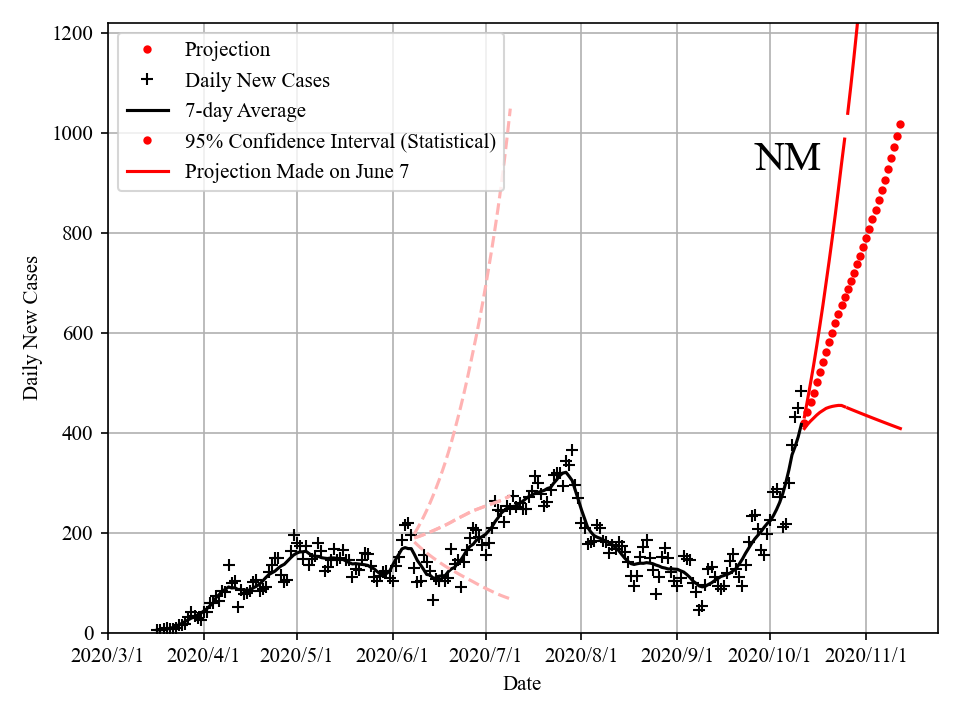 Projection
Daily New Cases
7-day Average
95% Confidence Interval (Statistical)
Projection Made on June 7
NM
1200
1000
800
600
400
200
0
Daily New Cases
2020/3/1 2020/4/1 2020/5/1 2020/6/1 2020/7/1 2020/8/1 2020/9/1 2020/10/1 2020/11/1
Date